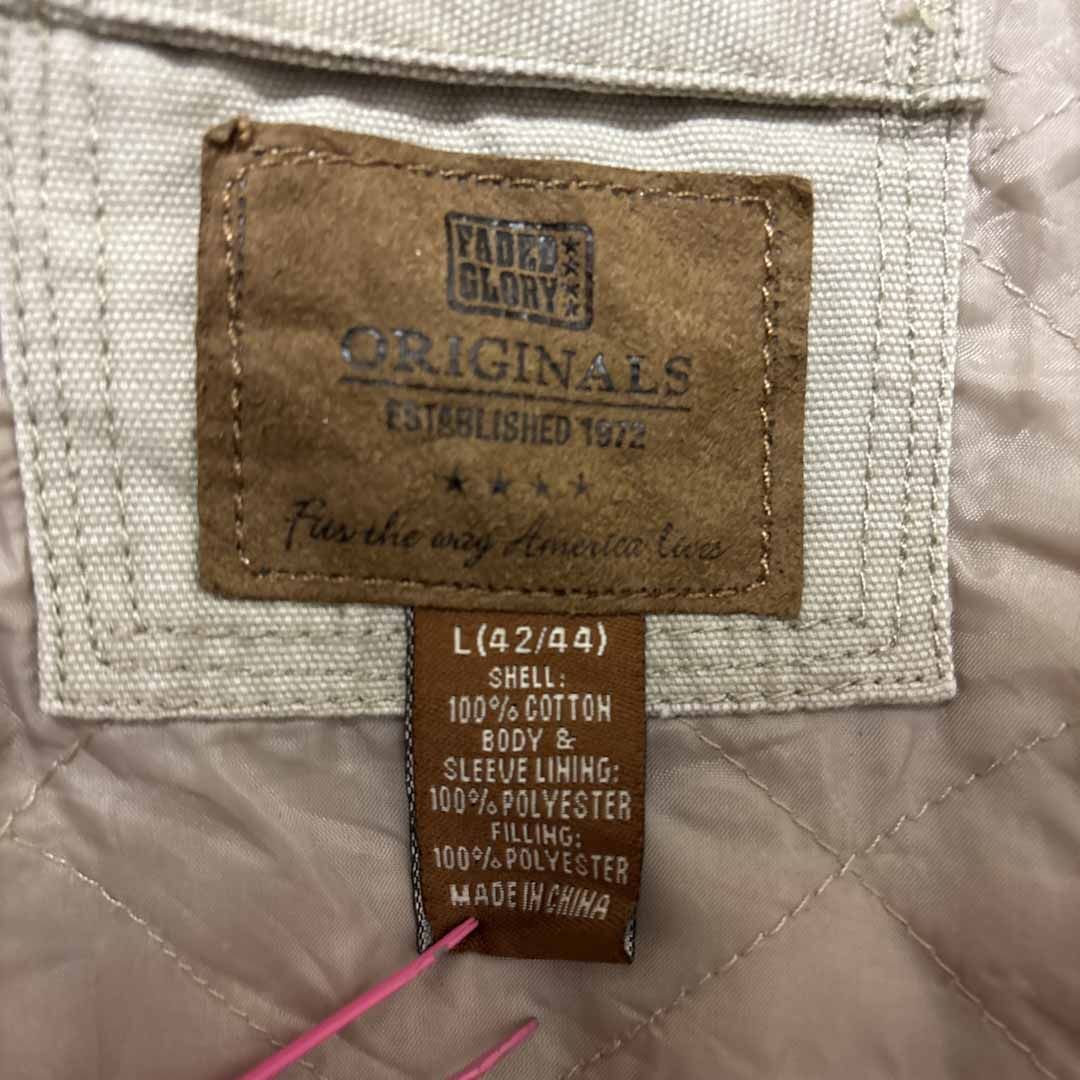 FADED
GLORY
ORIGINALS
ESTABLISHED 1972
Fits the way America lives
L(42/44)
SHELL:
100% COTTON
BODY &
SLEEVE LINING:
100% POLYESTER
FILLING:
100% POLYESTER
MADE IN CHINA